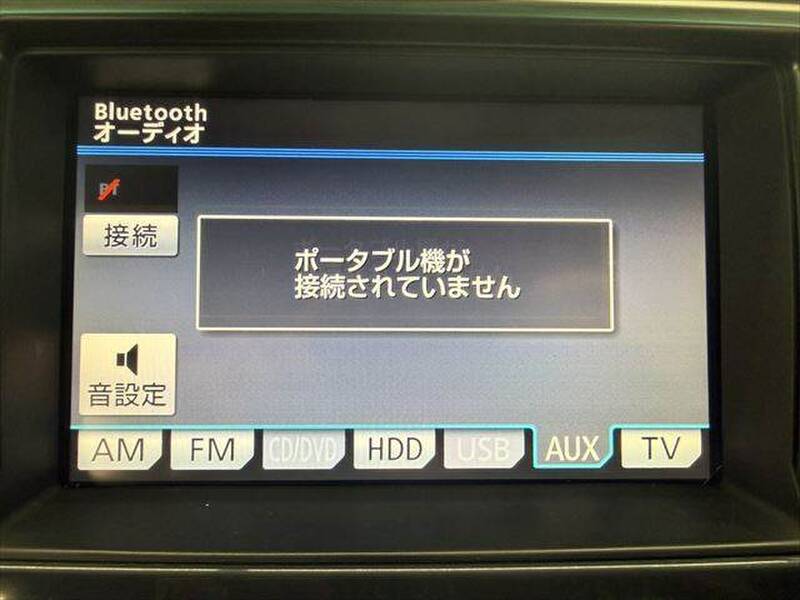 Bluetooth
オーディオ
BT
接続
ポータブル機が
接続されていません
音設定
AM FM CD/DVD HDD USB AUX TV